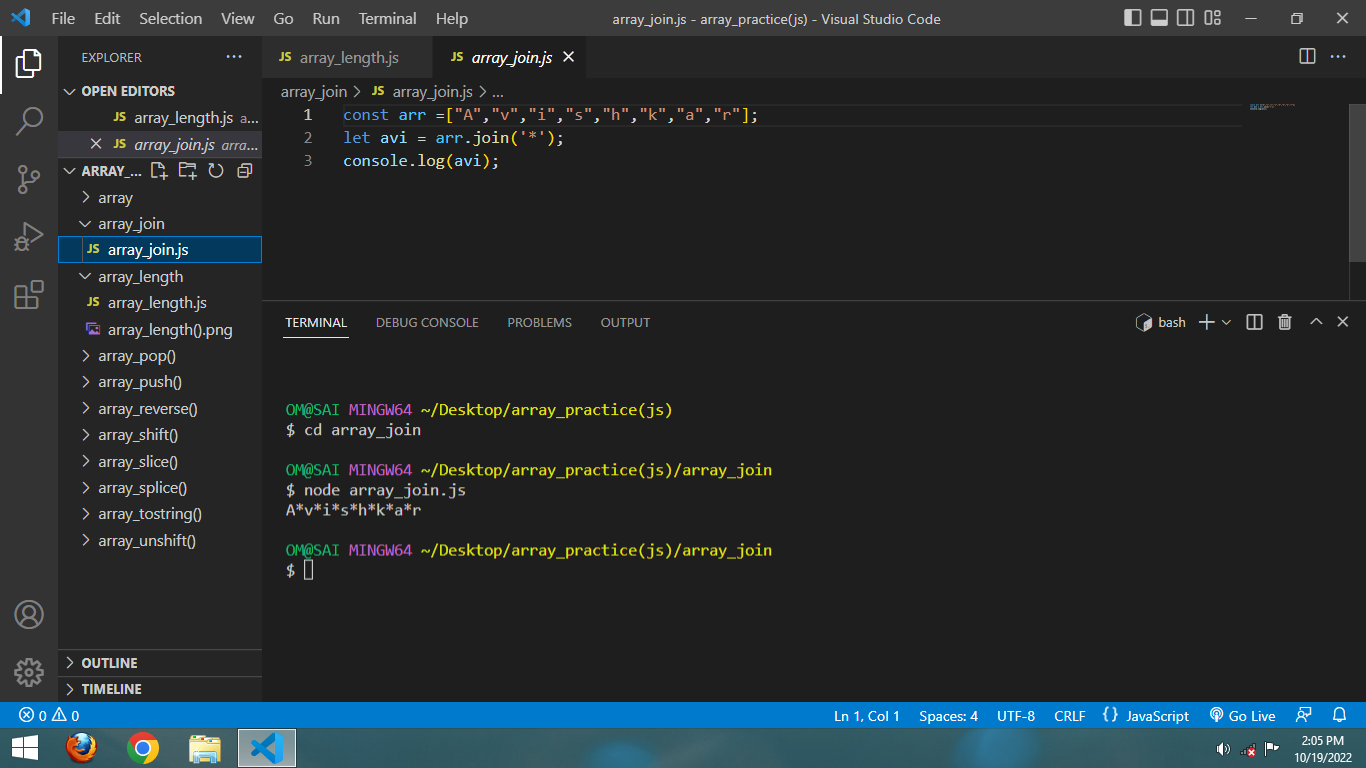 File Edit Selection View Go Run Terminal Help array_join.js - array_practice(js) - Visual Studio Code
EXPLORER
OPEN EDITORS
JS array_length.js a...
JS array_join.js arra...
ARRAY_...
array
array_join
JS array_join.js
array_length
JS array_length.js
array_length().png
array_pop()
array_push()
array_reverse()
array_shift()
array_slice()
array_splice()
array_tostring()
array_unshift()
OUTLINE
TIMELINE
JS array_length.js JS array_join.js
array_join > JS array_join.js > ...
1 const arr =["A","v","i","s","h","k","a","r"];
2 let avi = arr.join('*');
3 console.log(avi);
TERMINAL DEBUG CONSOLE PROBLEMS OUTPUT bash
OM@SAI MINGW64 ~/Desktop/array_practice(js)
$ cd array_join
OM@SAI MINGW64 ~/Desktop/array_practice(js)/array_join
$ node array_join.js
A*v*i*s*h*k*a*r
OM@SAI MINGW64 ~/Desktop/array_practice(js)/array_join
$
0 0 Ln 1, Col 1 Spaces: 4 UTF-8 CRLF {} JavaScript Go Live
2:05 PM
10/19/2022